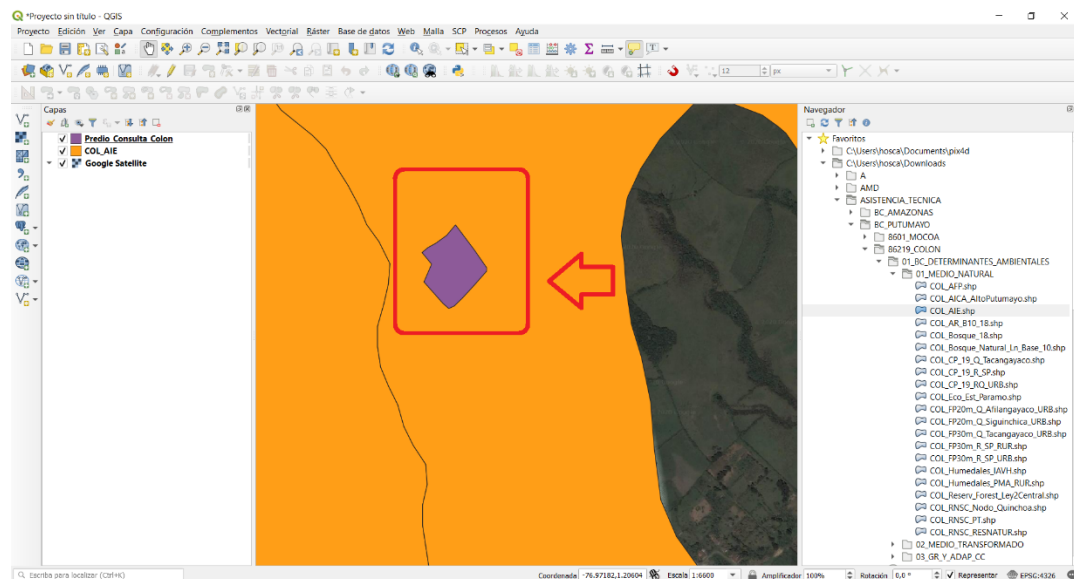 *Proyecto sin título - QGIS
Proyecto Edición Ver Capa Configuración Complementos Vectorial Ráster Base de datos Web Malla SCP Procesos Ayuda
12 px
Capas
Predio_Consulta_Colon
COL_AIE
Google Satellite
Navegador
Favoritos
C:\Users\hosca\Documents\pix4d
C:\Users\hosca\Downloads
A
AMD
ASISTENCIA_TECNICA
BC_AMAZONAS
BC_PUTUMAYO
8601_MOCOA
86219_COLON
01_BC_DETERMINANTES_AMBIENTALES
01_MEDIO_NATURAL
COL_AFP.shp
COL_AICA_AltoPutumayo.shp
COL_AIE.shp
COL_AR_B10_18.shp
COL_Bosque_18.shp
COL_Bosque_Natural_Ln_Base_10.shp
COL_CP_19_Q_Tacangayaco.shp
COL_CP_19_R_SP.shp
COL_CP_19_RQ_URB.shp
COL_Eco_Est_Paramo.shp
COL_FP20m_Q_Afilangayaco_URB.shp
COL_FP20m_Q_Siguinchica_URB.shp
COL_FP30m_Q_Tacangayaco_URB.shp
COL_FP30m_R_SP_RUR.shp
COL_FP30m_R_SP_URB.shp
COL_Humedales_IAVH.shp
COL_Humedales_PMA_RUR.shp
COL_Reserv_Forest_Ley2Central.shp
COL_RNSC_Nodo_Quinchoa.shp
COL_RNSC_PT.shp
COL_RNSC_RESNATUR.shp
02_MEDIO_TRANSFORMADO
03_GR_Y_ADAP_CC
Escriba para localizar (Ctrl+K) Coordenada -76.97182,1.20604 Escala 1:6600 Amplificador 100% Rotación 0,0 ° Representar EPSG:4326